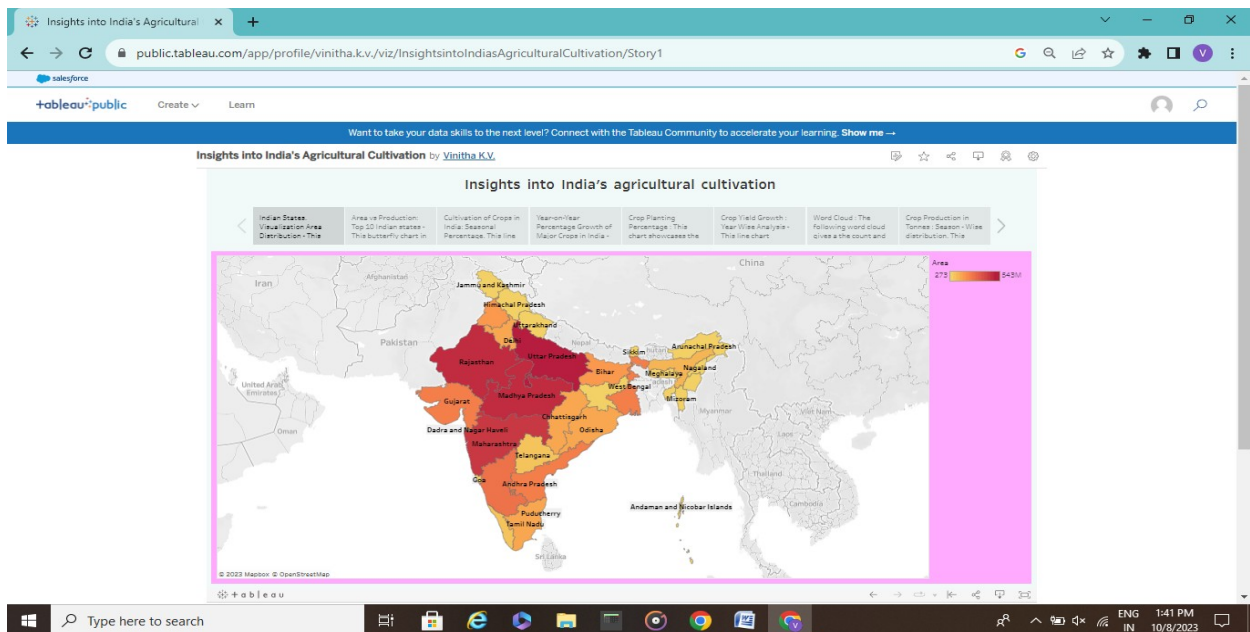 Insights into India's Agricultural
public.tableau.com/app/profile/vinitha.k.v./viz/InsightsintoIndiasAgriculturalCultivation/Story1
G
V
salesforce
+ableau public
Create
Learn
Want to take your data skills to the next level? Connect with the Tableau Community to accelerate your learning. Show me →
Insights into India's Agricultural Cultivation by Vinitha K.V.
Insights into India's agricultural cultivation
Indian States: Area vs Production: Cultivation of Crops in Year-on-Year Crop Planting Crop Yield Growth : Word Cloud : The Crop Production in
Visualization Area Top 10 Indian states - India: Seasonal Percentage Growth of Percentage : This Year Wise Analysis - following word cloud Tonnes : Season - Wise
Distribution - This This butterfly chart in Percentage. This line Major Crops in India - chart showcases the This line chart gives a the count and distribution. This
Area
273 543M
China
Afghanistan
Iran
Jammu and Kashmir
Himachal Pradesh
Uttarakhand
Pakistan
Delhi
Nepal
Arunachal Pradesh
Sikkim
Bhutan
Rajasthan
Uttar Pradesh
Bihar
Nagaland
Meghalaya
United Arab
Emirates
West Bengal
Madhya Pradesh
Gujarat
Mizoram
Myanmar
Viet Nam
Chhattisgarh
Oman
Dadra and Nagar Haveli
Odisha
Laos
Maharashtra
Telangana
Thailand
Goa
Andhra Pradesh
Andaman and Nicobar Islands
Cambodia
Puducherry
Tamil Nadu
Sri Lanka
© 2023 Mapbox © OpenStreetMap
+ableau
Type here to search
ENG
IN
1:41 PM
10/8/2023